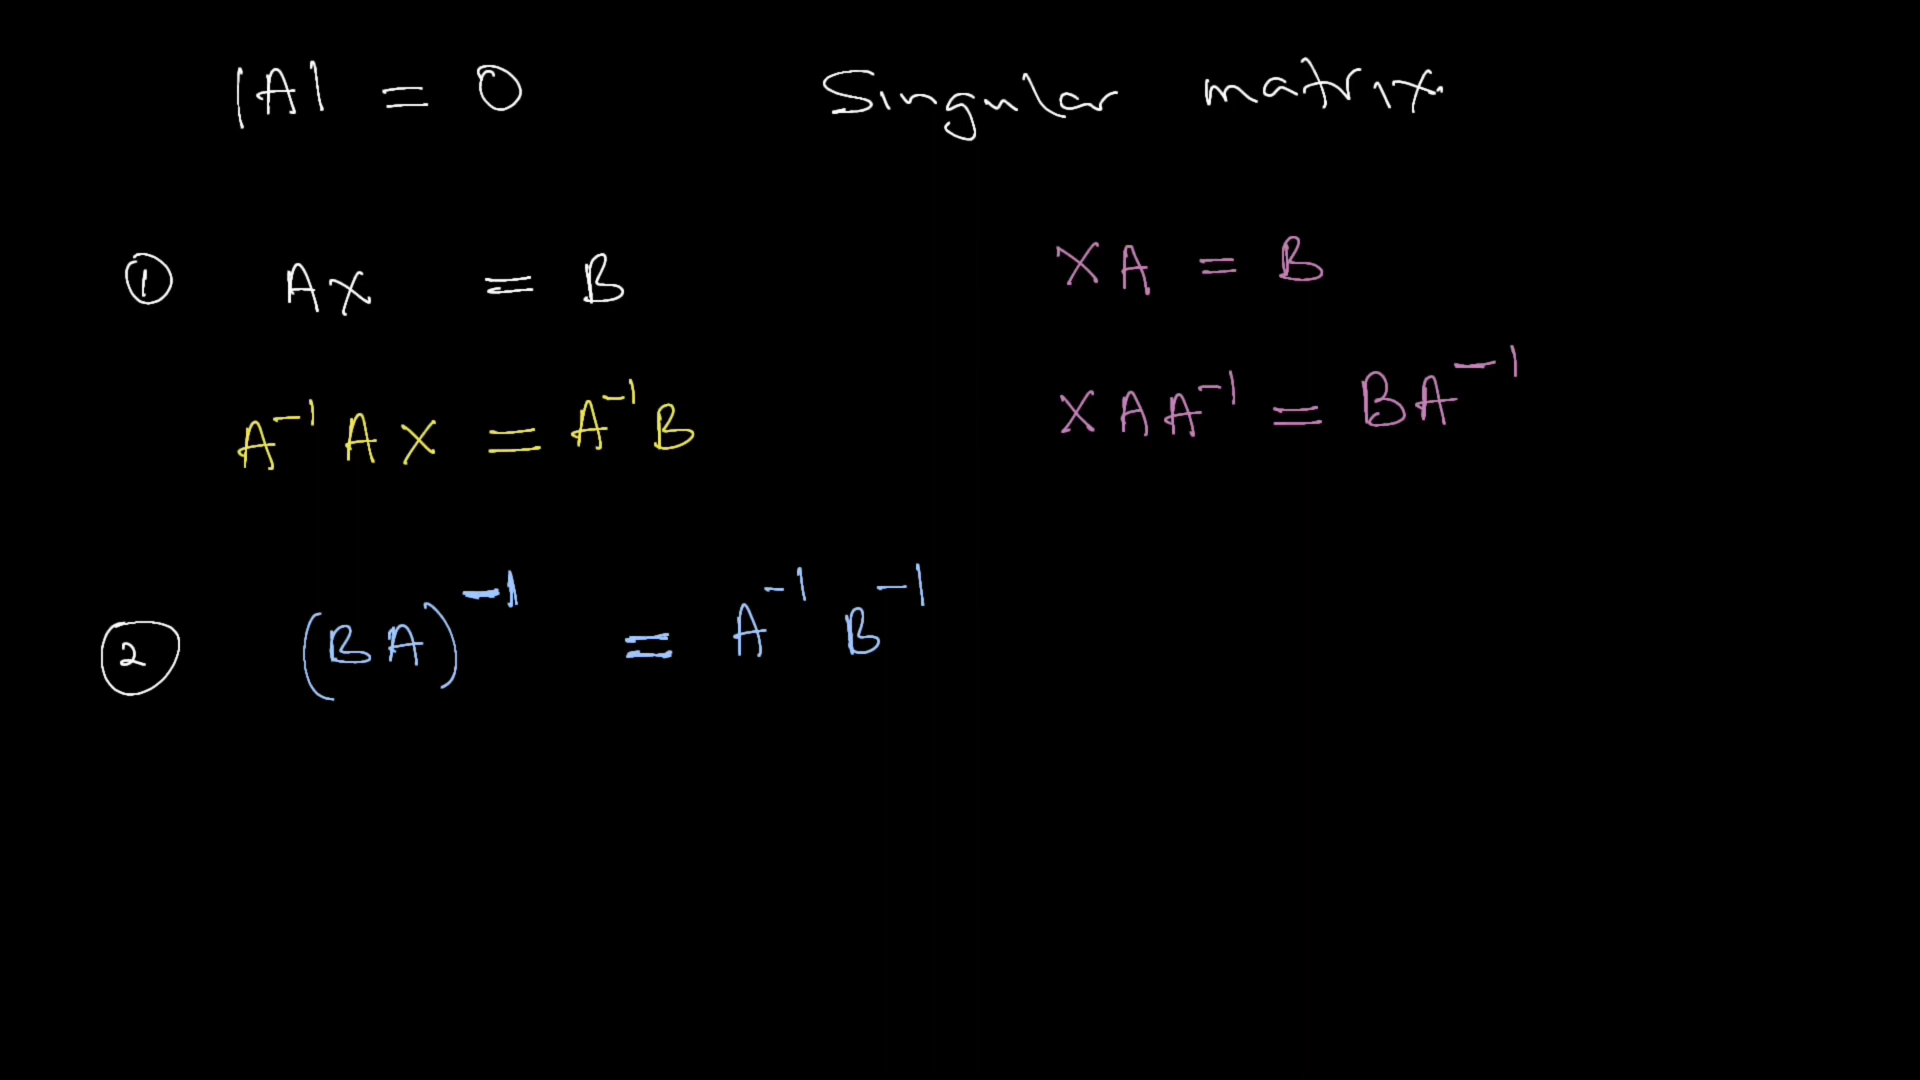 |A| = 0 Singular matrix.
① AX = B XA = B
A⁻¹AX = A⁻¹B XAA⁻¹ = BA⁻¹
② (BA)⁻¹ = A⁻¹B⁻¹